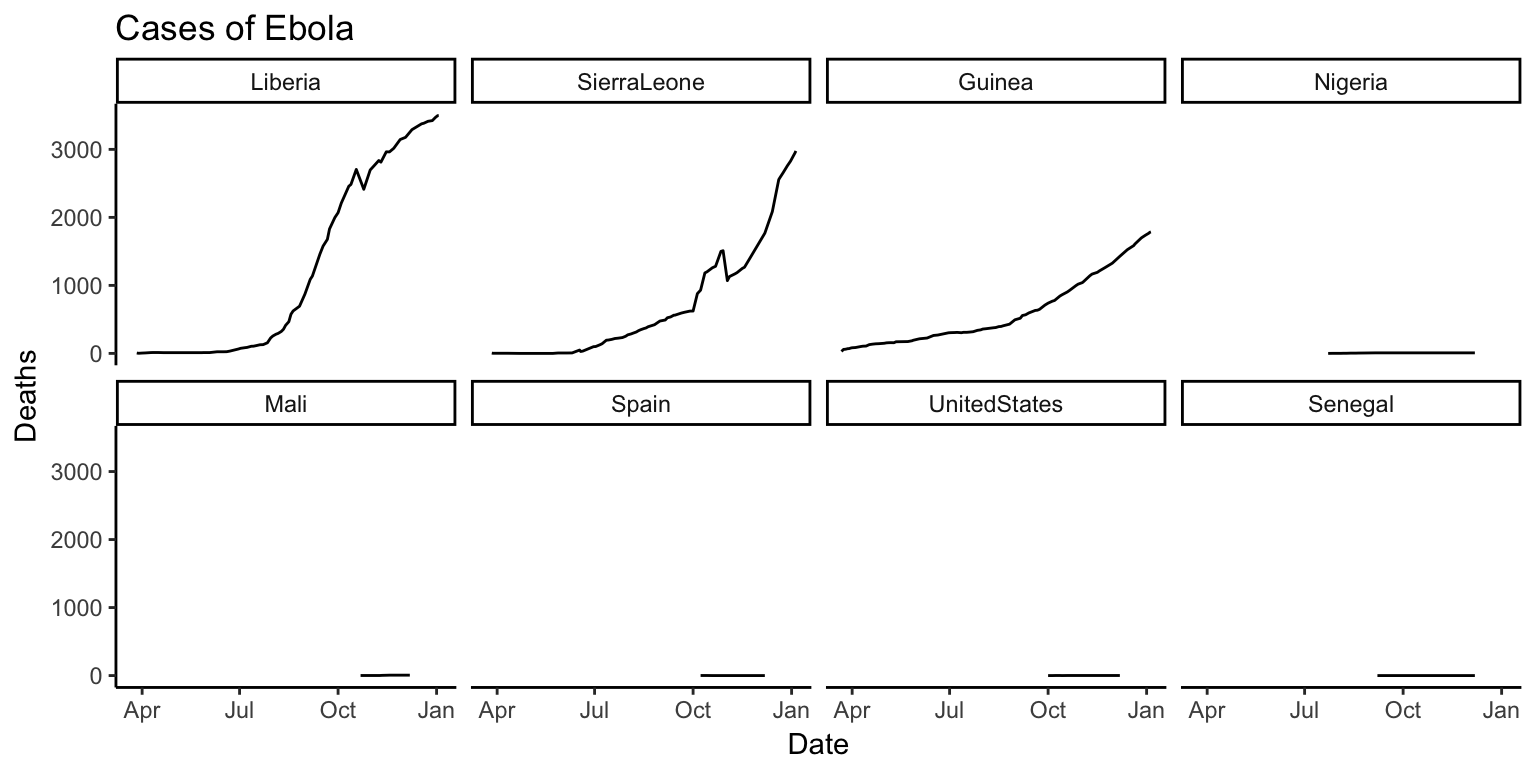 Cases of Ebola
Liberia SierraLeone Guinea Nigeria
3000
2000
1000
0
Deaths
Mali Spain UnitedStates Senegal
3000
2000
1000
0
Apr Jul Oct Jan Apr Jul Oct Jan Apr Jul Oct Jan Apr Jul Oct Jan
Date